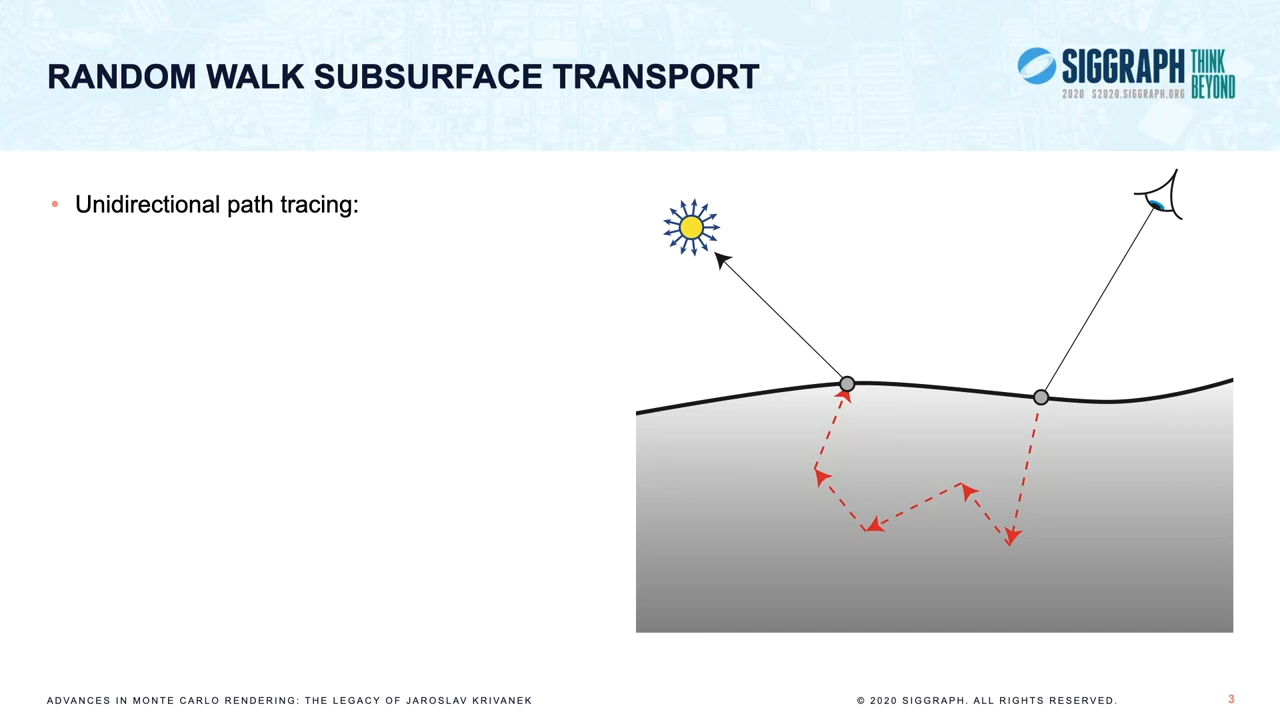 RANDOM WALK SUBSURFACE TRANSPORT
SIGGRAPH
THINK
BEYOND
2020 S2020.SIGGRAPH.ORG
• Unidirectional path tracing:
ADVANCES IN MONTE CARLO RENDERING: THE LEGACY OF JAROSLAV KRIVANEK
© 2020 SIGGRAPH. ALL RIGHTS RESERVED.
3